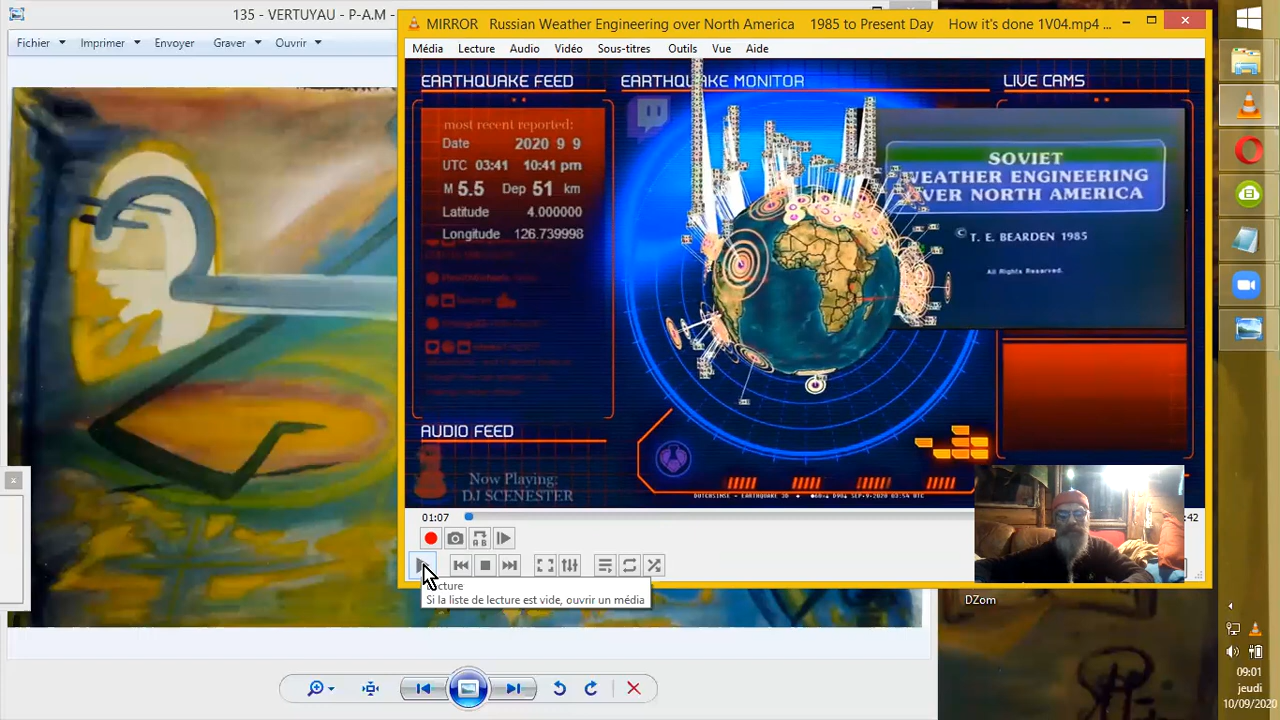 135 - VERTUYAU - P-A.M -
Fichier Imprimer Envoyer Graver Ouvrir
MIRROR Russian Weather Engineering over North America 1985 to Present Day How it's done 1V04.mp4 ...
Média Lecture Audio Vidéo Sous-titres Outils Vue Aide
EARTHQUAKE FEED
EARTHQUAKE MONITOR
LIVE CAMS
most recent reported:
Date 2020 9 9
UTC 03:41 10:41 pm
M 5.5 Dep 51 km
Latitude 4.000000
Longitude 126.739998
SOVIET
WEATHER ENGINEERING
OVER NORTH AMERICA
© T. E. BEARDEN 1985
All Rights Reserved.
AUDIO FEED
Now Playing:
DJ SCENESTER
01:07
:42
Lecture
Si la liste de lecture est vide, ouvrir un média
DZom
09:01
jeudi
10/09/2020